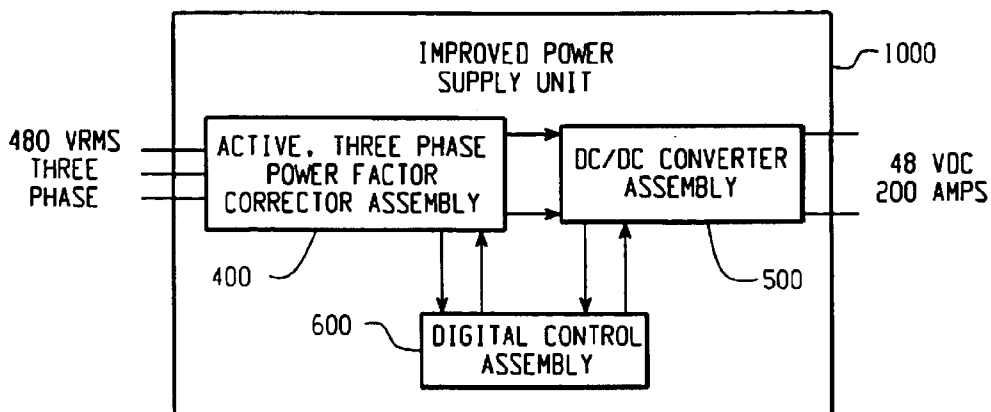 IMPROVED POWER
SUPPLY UNIT
1000
480 VRMS
THREE
PHASE
ACTIVE, THREE PHASE
POWER FACTOR
CORRECTOR ASSEMBLY
DC/DC CONVERTER
ASSEMBLY
48 VDC
200 AMPS
400
500
600
DIGITAL CONTROL
ASSEMBLY